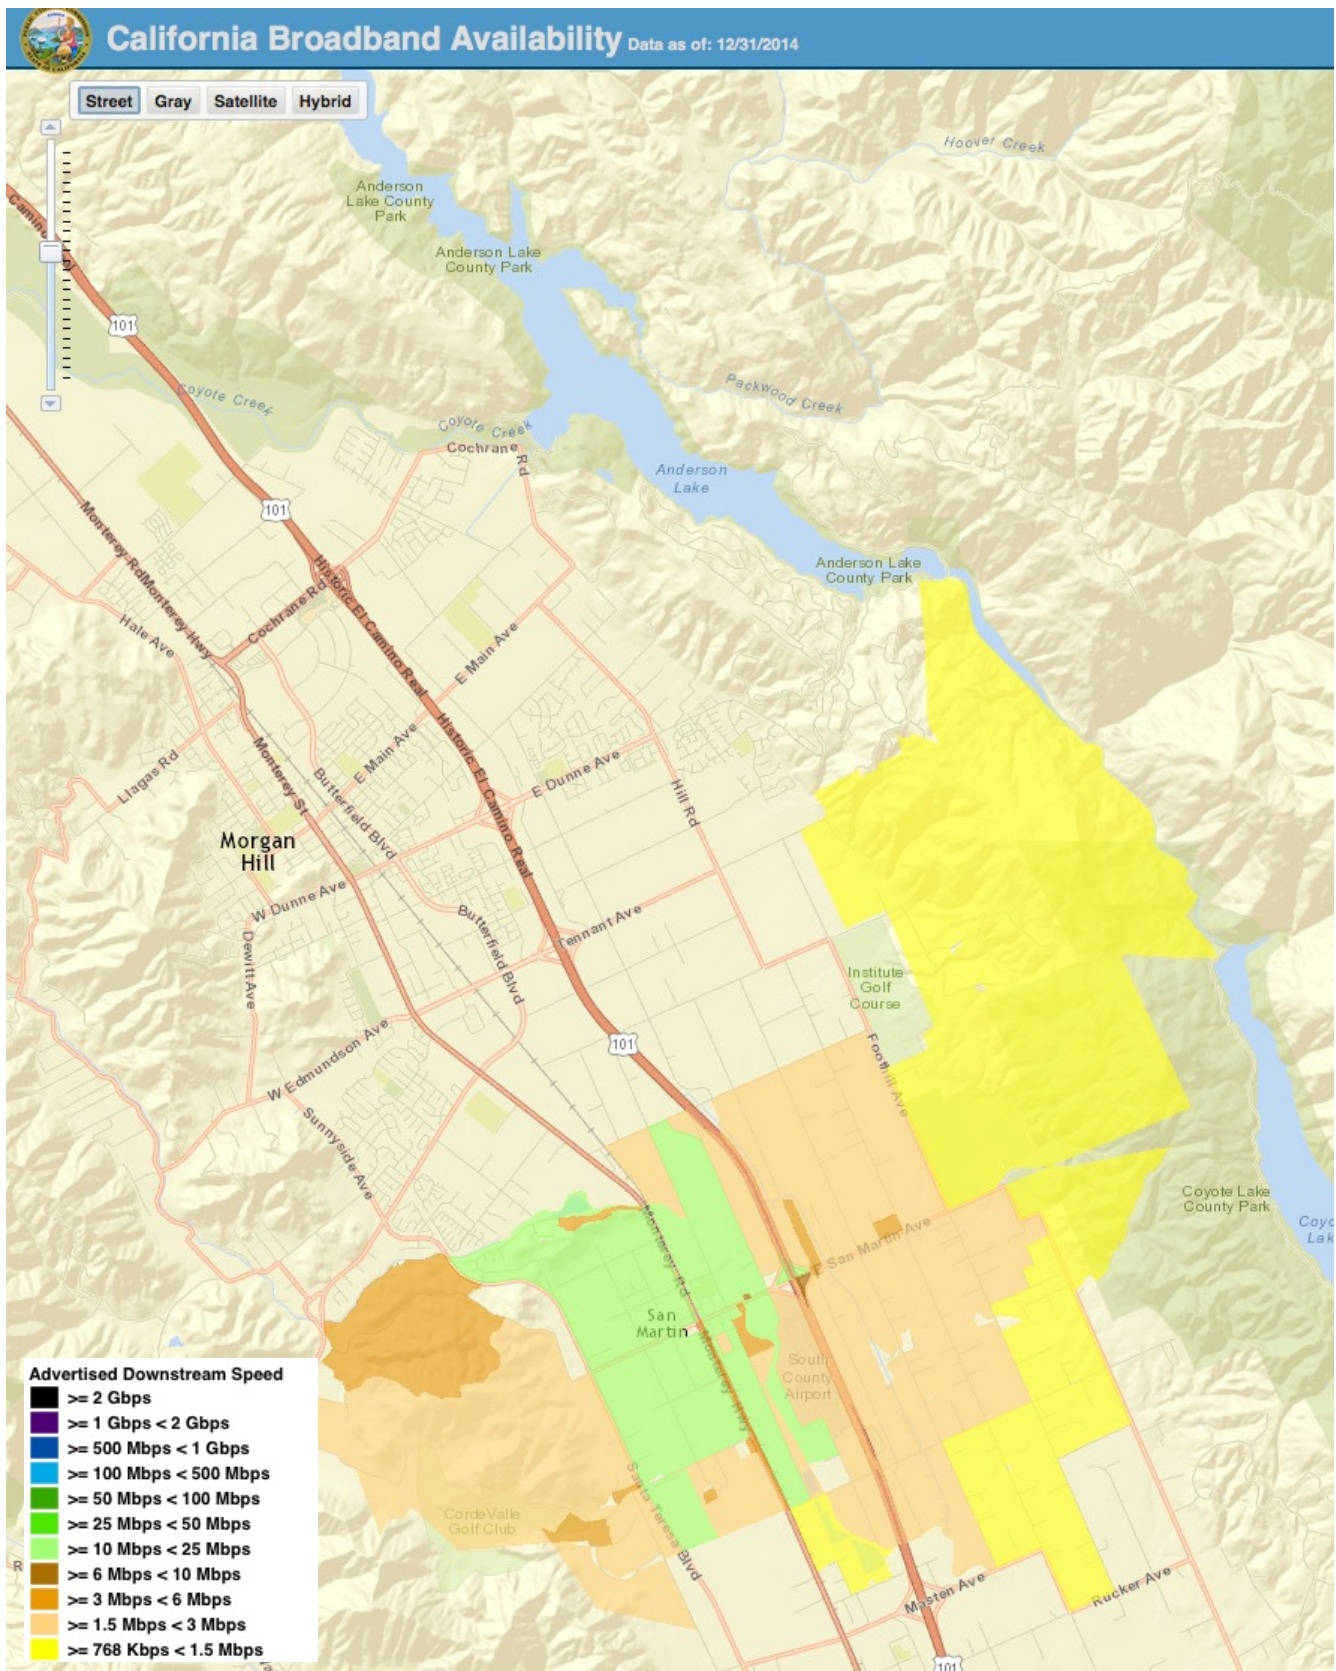 California Broadband Availability Data as of: 12/31/2014
Street Gray Satellite Hybrid
Hoover Creek
Anderson
Lake County
Park
Camino
Anderson Lake
County Park
101
Coyote Creek
Packwood Creek
Coyote Creek
Cochrane Rd
Anderson
Lake
101
Monterey Rd
Monterey Hwy
Historic El Camino Real
Anderson Lake
County Park
Hale Ave
Cochrane Rd
E Main Ave
Historic El Camino Real
Monterey St
E Main Ave
Llagas Rd
Butterfield Blvd
E Dunne Ave
Hill Rd
Morgan
Hill
W Dunne Ave
Butterfield Blvd
Tennant Ave
Dewitt Ave
Institute
Golf
Course
W Edmundson Ave
101
Foothill Ave
Sunnyside Ave
Coyote Lake
County Park
Monterey Rd
E San Martin Ave
San
Martin
Monterey Hwy
South
County
Airport
Santa Teresa Blvd
CordeValle
Golf Club
Masten Ave
Rucker Ave
101
Advertised Downstream Speed
>= 2 Gbps
>= 1 Gbps < 2 Gbps
>= 500 Mbps < 1 Gbps
>= 100 Mbps < 500 Mbps
>= 50 Mbps < 100 Mbps
>= 25 Mbps < 50 Mbps
>= 10 Mbps < 25 Mbps
>= 6 Mbps < 10 Mbps
>= 3 Mbps < 6 Mbps
>= 1.5 Mbps < 3 Mbps
>= 768 Kbps < 1.5 Mbps